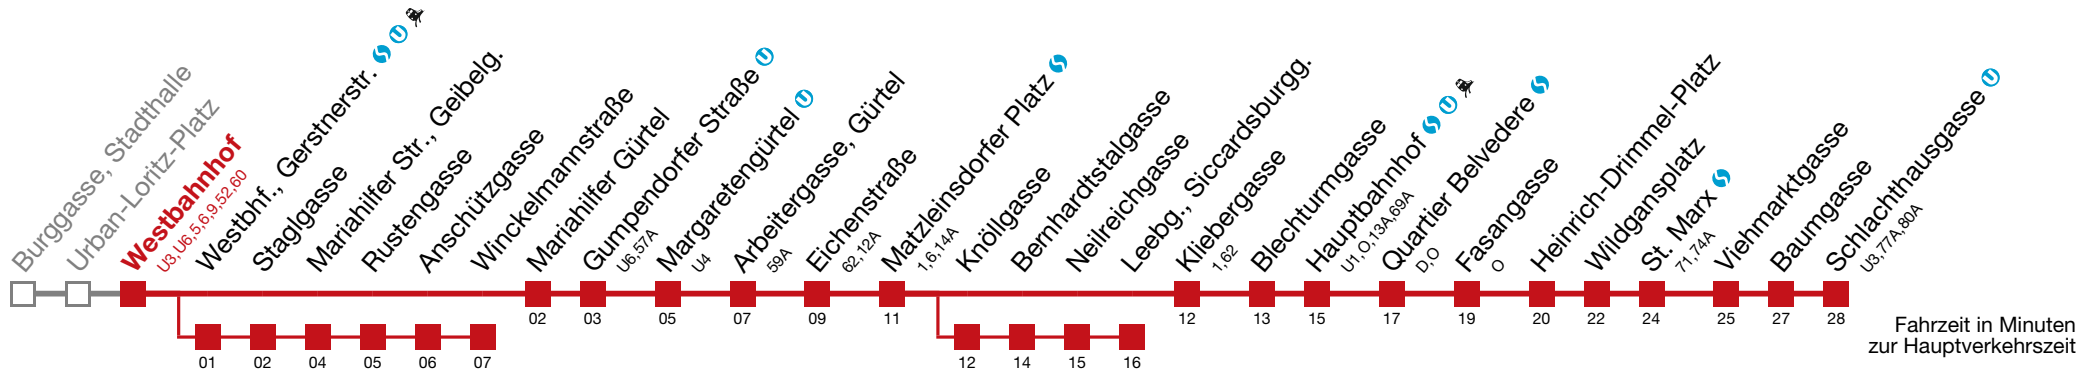 Burggasse, Stadthalle
Urban-Loritz-Platz
Westbahnhof
U3,U6,5,6,9,52,60
Westbhf., Gerstnerstr.
Staglgasse
Mariahilfer Str., Geibelg.
Rustengasse
Anschützgasse
Winckelmannstraße
Mariahilfer Gürtel
Gumpendorfer Straße
U6,57A
Margaretengürtel
U4
Arbeitergasse, Gürtel
59A
Eichenstraße
62,12A
Matzleinsdorfer Platz
1,6,14A
Knöllgasse
Bernhardtstalgasse
Neilreichgasse
Leebg., Siccardsburgg.
Kliebergasse
1,62
Blechturmgasse
Hauptbahnhof
U1,O,13A,69A
Quartier Belvedere
D,O
Fasangasse
O
Heinrich-Drimmel-Platz
Wildgansplatz
St. Marx
71,74A
Viehmarktgasse
Baumgasse
Schlachthausgasse
U3,77A,80A
02 03 05 07 09 11 12 13 15 17 19 20 22 24 25 27 28
01 02 04 05 06 07 12 14 15 16
Fahrzeit in Minuten
zur Hauptverkehrszeit